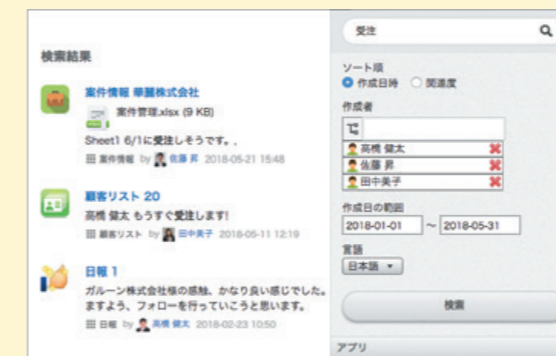 検索結果
案件情報 華麗株式会社
案件管理.xlsx (9 KB)
Sheet1 6/1に受注しそうです。.
案件情報 by 佐藤 昇 2018-05-21 15:48
顧客リスト 20
高橋 健太 もうすぐ受注します!
顧客リスト by 田中美子 2018-05-11 12:19
日報 1
ガルーン株式会社様の感触、かなり良い感じでした。
ますよう、フォローを行っていこうと思います。
日報 by 高橋 健太 2018-02-23 10:50
受注
ソート順
作成日時 関連度
作成者
高橋 健太
佐藤 昇
田中美子
作成日の範囲
2018-01-01 ~ 2018-05-31
言語
日本語
検索
アプリ